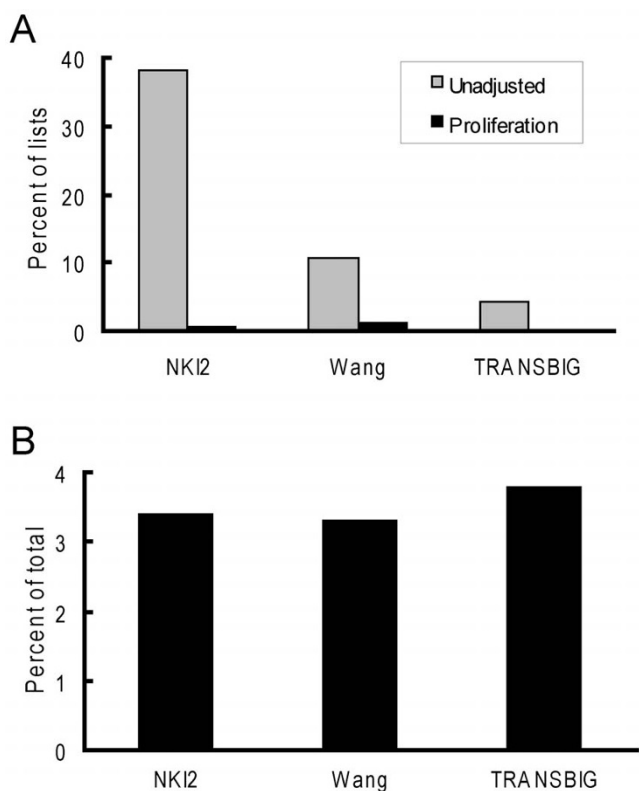 A
Percent of lists
40
30
20
10
0
Unadjusted
Proliferation
NKI2 Wang TRANSBIG
B
Percent of total
4
3
2
1
0
NKI2 Wang TRANSBIG